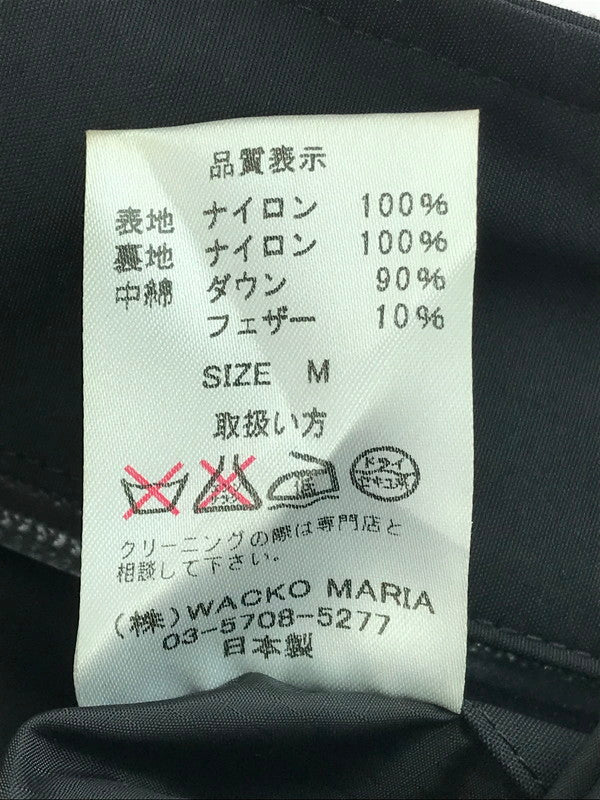 品質表示
表地 ナイロン 100%
裏地 ナイロン 100%
中綿 ダウン 90%
フェザー 10%
SIZE M
取扱い方
低
ドライ
セキユ系
クリーニングの際は専門店と
相談して下さい。
(株)WACKO MARIA
03-5708-5277
日本製